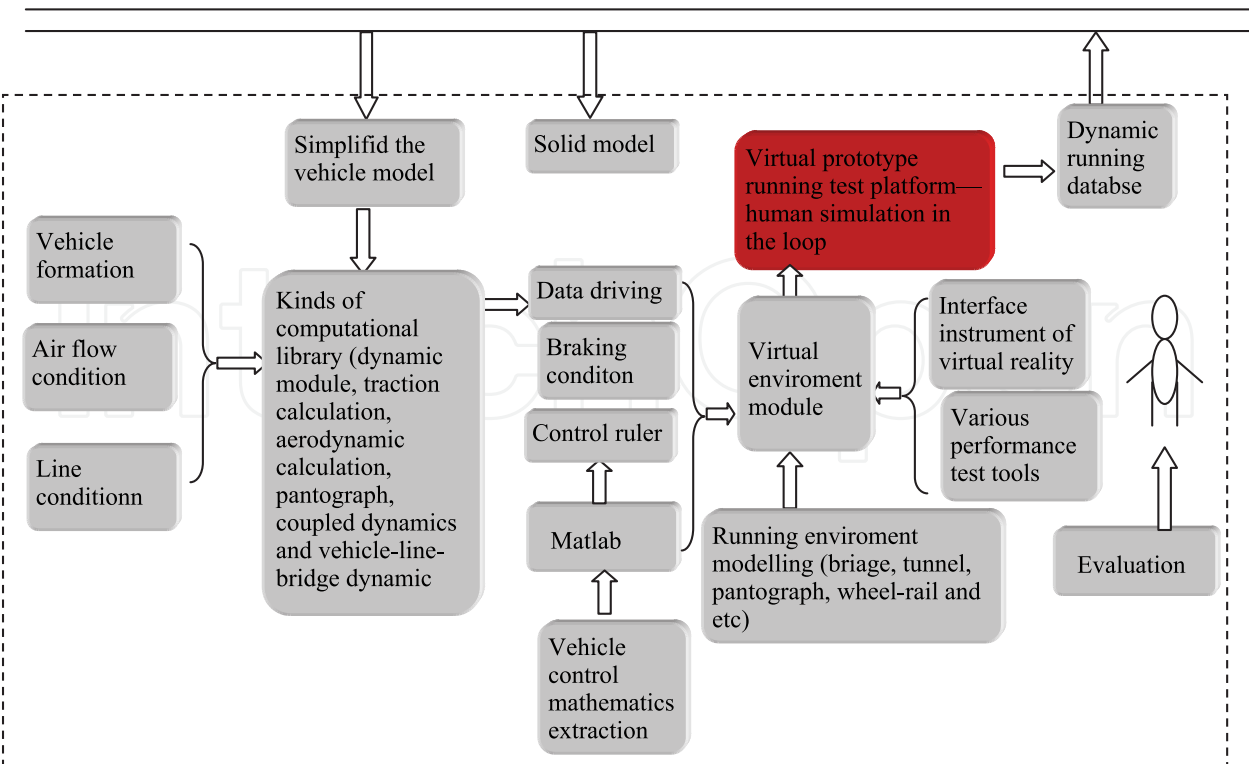 Simplifid the
vehicle model
Solid model
Virtual prototype
running test platform—
human simulation in
the loop
Dynamic
running
databse
Vehicle
formation
Air flow
condition
Line
conditionn
Kinds of
computational
library (dynamic
module, traction
calculation,
aerodynamic
calculation,
pantograph,
coupled dynamics
and vehicle-line-
bridge dynamic
Data driving
Braking
conditon
Control ruler
Matlab
Vehicle
control
mathematics
extraction
Virtual
enviroment
module
Running enviroment
modelling (briage, tunnel,
pantograph, wheel-rail and
etc)
Interface
instrument of
virtual reality
Various
performance
test tools
Evaluation
IntechOpen